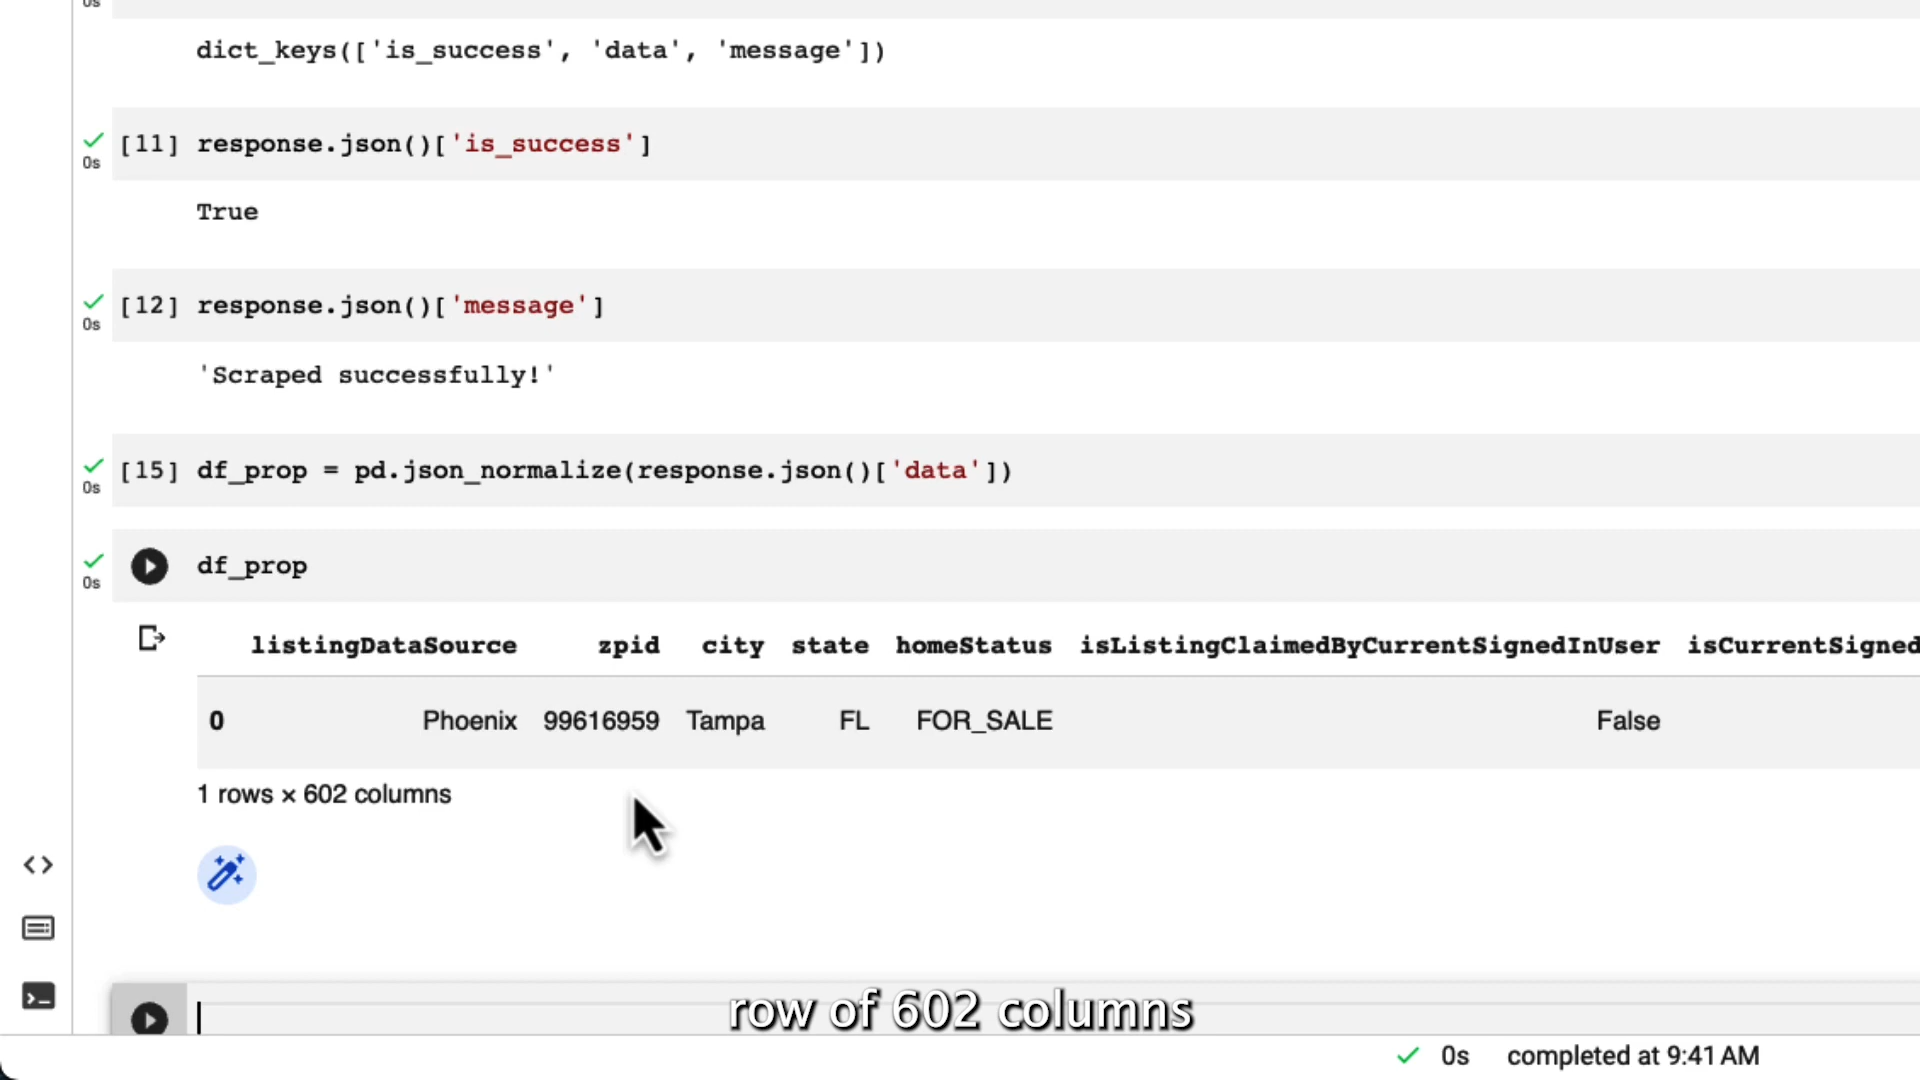 0s
dict_keys(['is_success', 'data', 'message'])
[11] response.json()['is_success']
0s
True
[12] response.json()['message']
0s
'Scraped successfully!'
[15] df_prop = pd.json_normalize(response.json()['data'])
0s
df_prop
0s
listingDataSource zpid city state homeStatus isListingClaimedByCurrentSignedInUser isCurrentSigned
0 Phoenix 99616959 Tampa FL FOR_SALE False
1 rows × 602 columns
row of 602 columns
0s completed at 9:41 AM